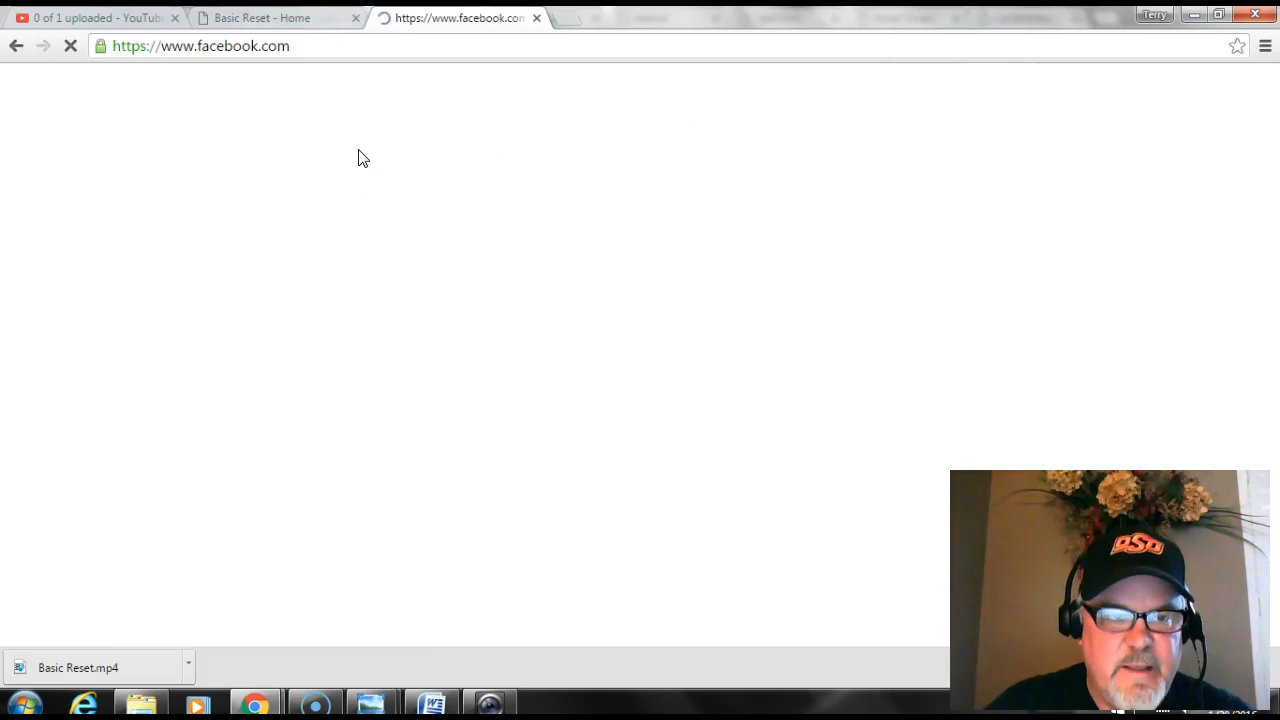 0 of 1 uploaded - YouTub
Basic Reset - Home
https://www.facebook.con
Terry
https://www.facebook.com
OSU
Basic Reset.mp4